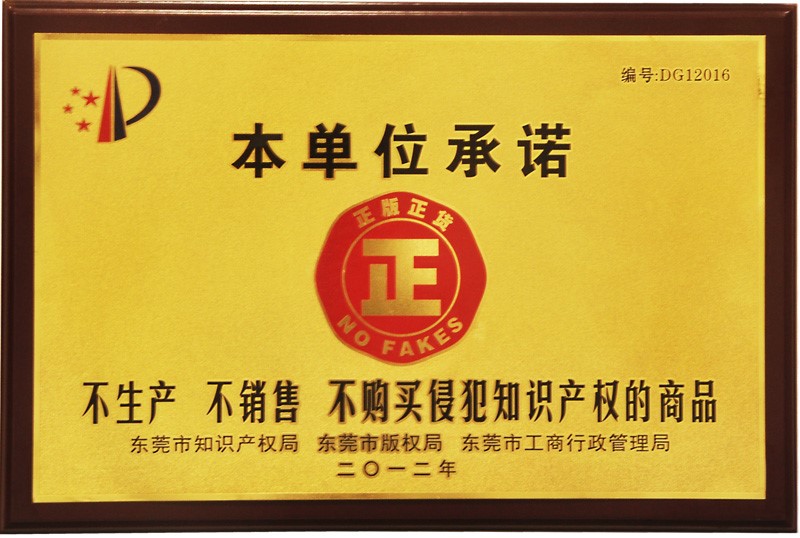 编号:DG12016
本单位承诺
正版正货
正
NO FAKES
不生产 不销售 不购买侵犯知识产权的商品
东莞市知识产权局 东莞市版权局 东莞市工商行政管理局
二〇一二年